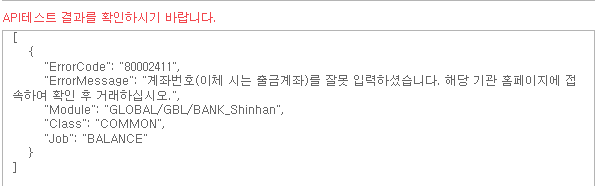 API테스트 결과를 확인하시기 바랍니다.
[
{
"ErrorCode": "80002411",
"ErrorMessage": "계좌번호(이체 시는 출금계좌)를 잘못 입력하셨습니다. 해당 기관 홈페이지에 접
속하여 확인 후 거래하십시오.",
"Module": "GLOBAL/GBL/BANK_Shinhan",
"Class": "COMMON",
"Job": "BALANCE"
}
]